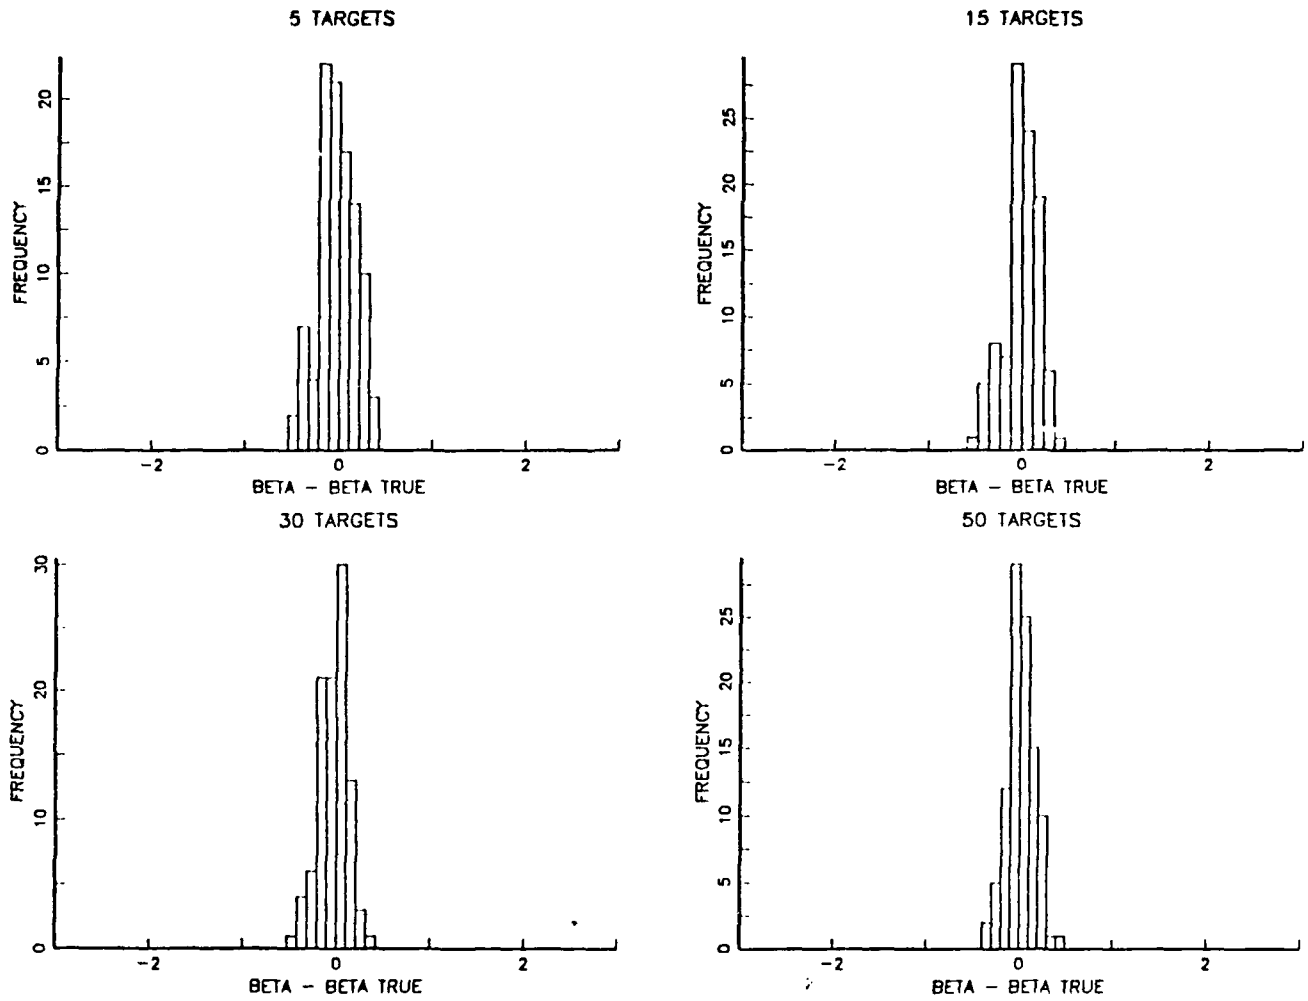 5 TARGETS
FREQUENCY
0 5 10 15 20
-2 0 2
BETA - BETA TRUE
15 TARGETS
FREQUENCY
0 5 10 15 20 25
-2 0 2
BETA - BETA TRUE
30 TARGETS
FREQUENCY
0 10 20 30
-2 0 2
BETA - BETA TRUE
50 TARGETS
FREQUENCY
0 5 10 15 20 25
-2 0 2
BETA - BETA TRUE